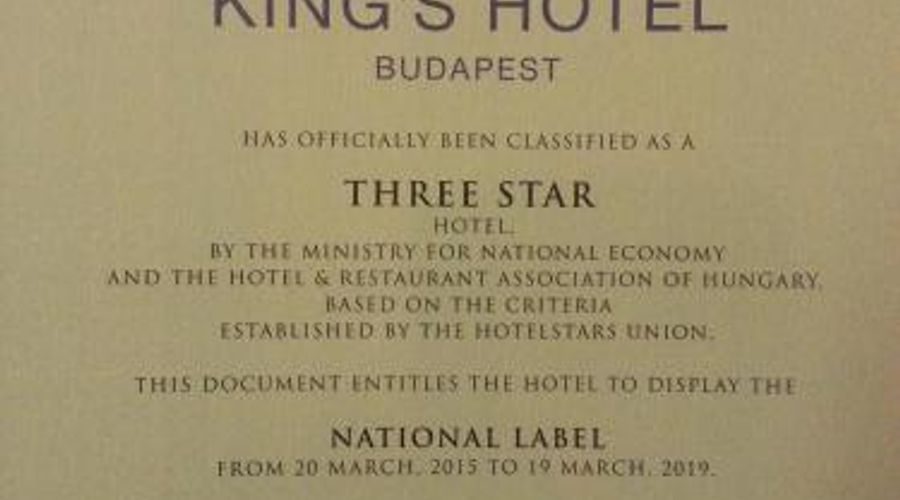 KING'S HOTEL
BUDAPEST
HAS OFFICIALLY BEEN CLASSIFIED AS A
THREE STAR
HOTEL,
BY THE MINISTRY FOR NATIONAL ECONOMY
AND THE HOTEL & RESTAURANT ASSOCIATION OF HUNGARY,
BASED ON THE CRITERIA
ESTABLISHED BY THE HOTELSTARS UNION.
THIS DOCUMENT ENTITLES THE HOTEL TO DISPLAY THE
NATIONAL LABEL
FROM 20 MARCH, 2015 TO 19 MARCH, 2019.